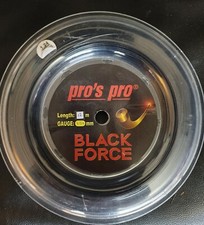 pro's pro®
Length: m
GAUGE: mm
BLACK
FORCE